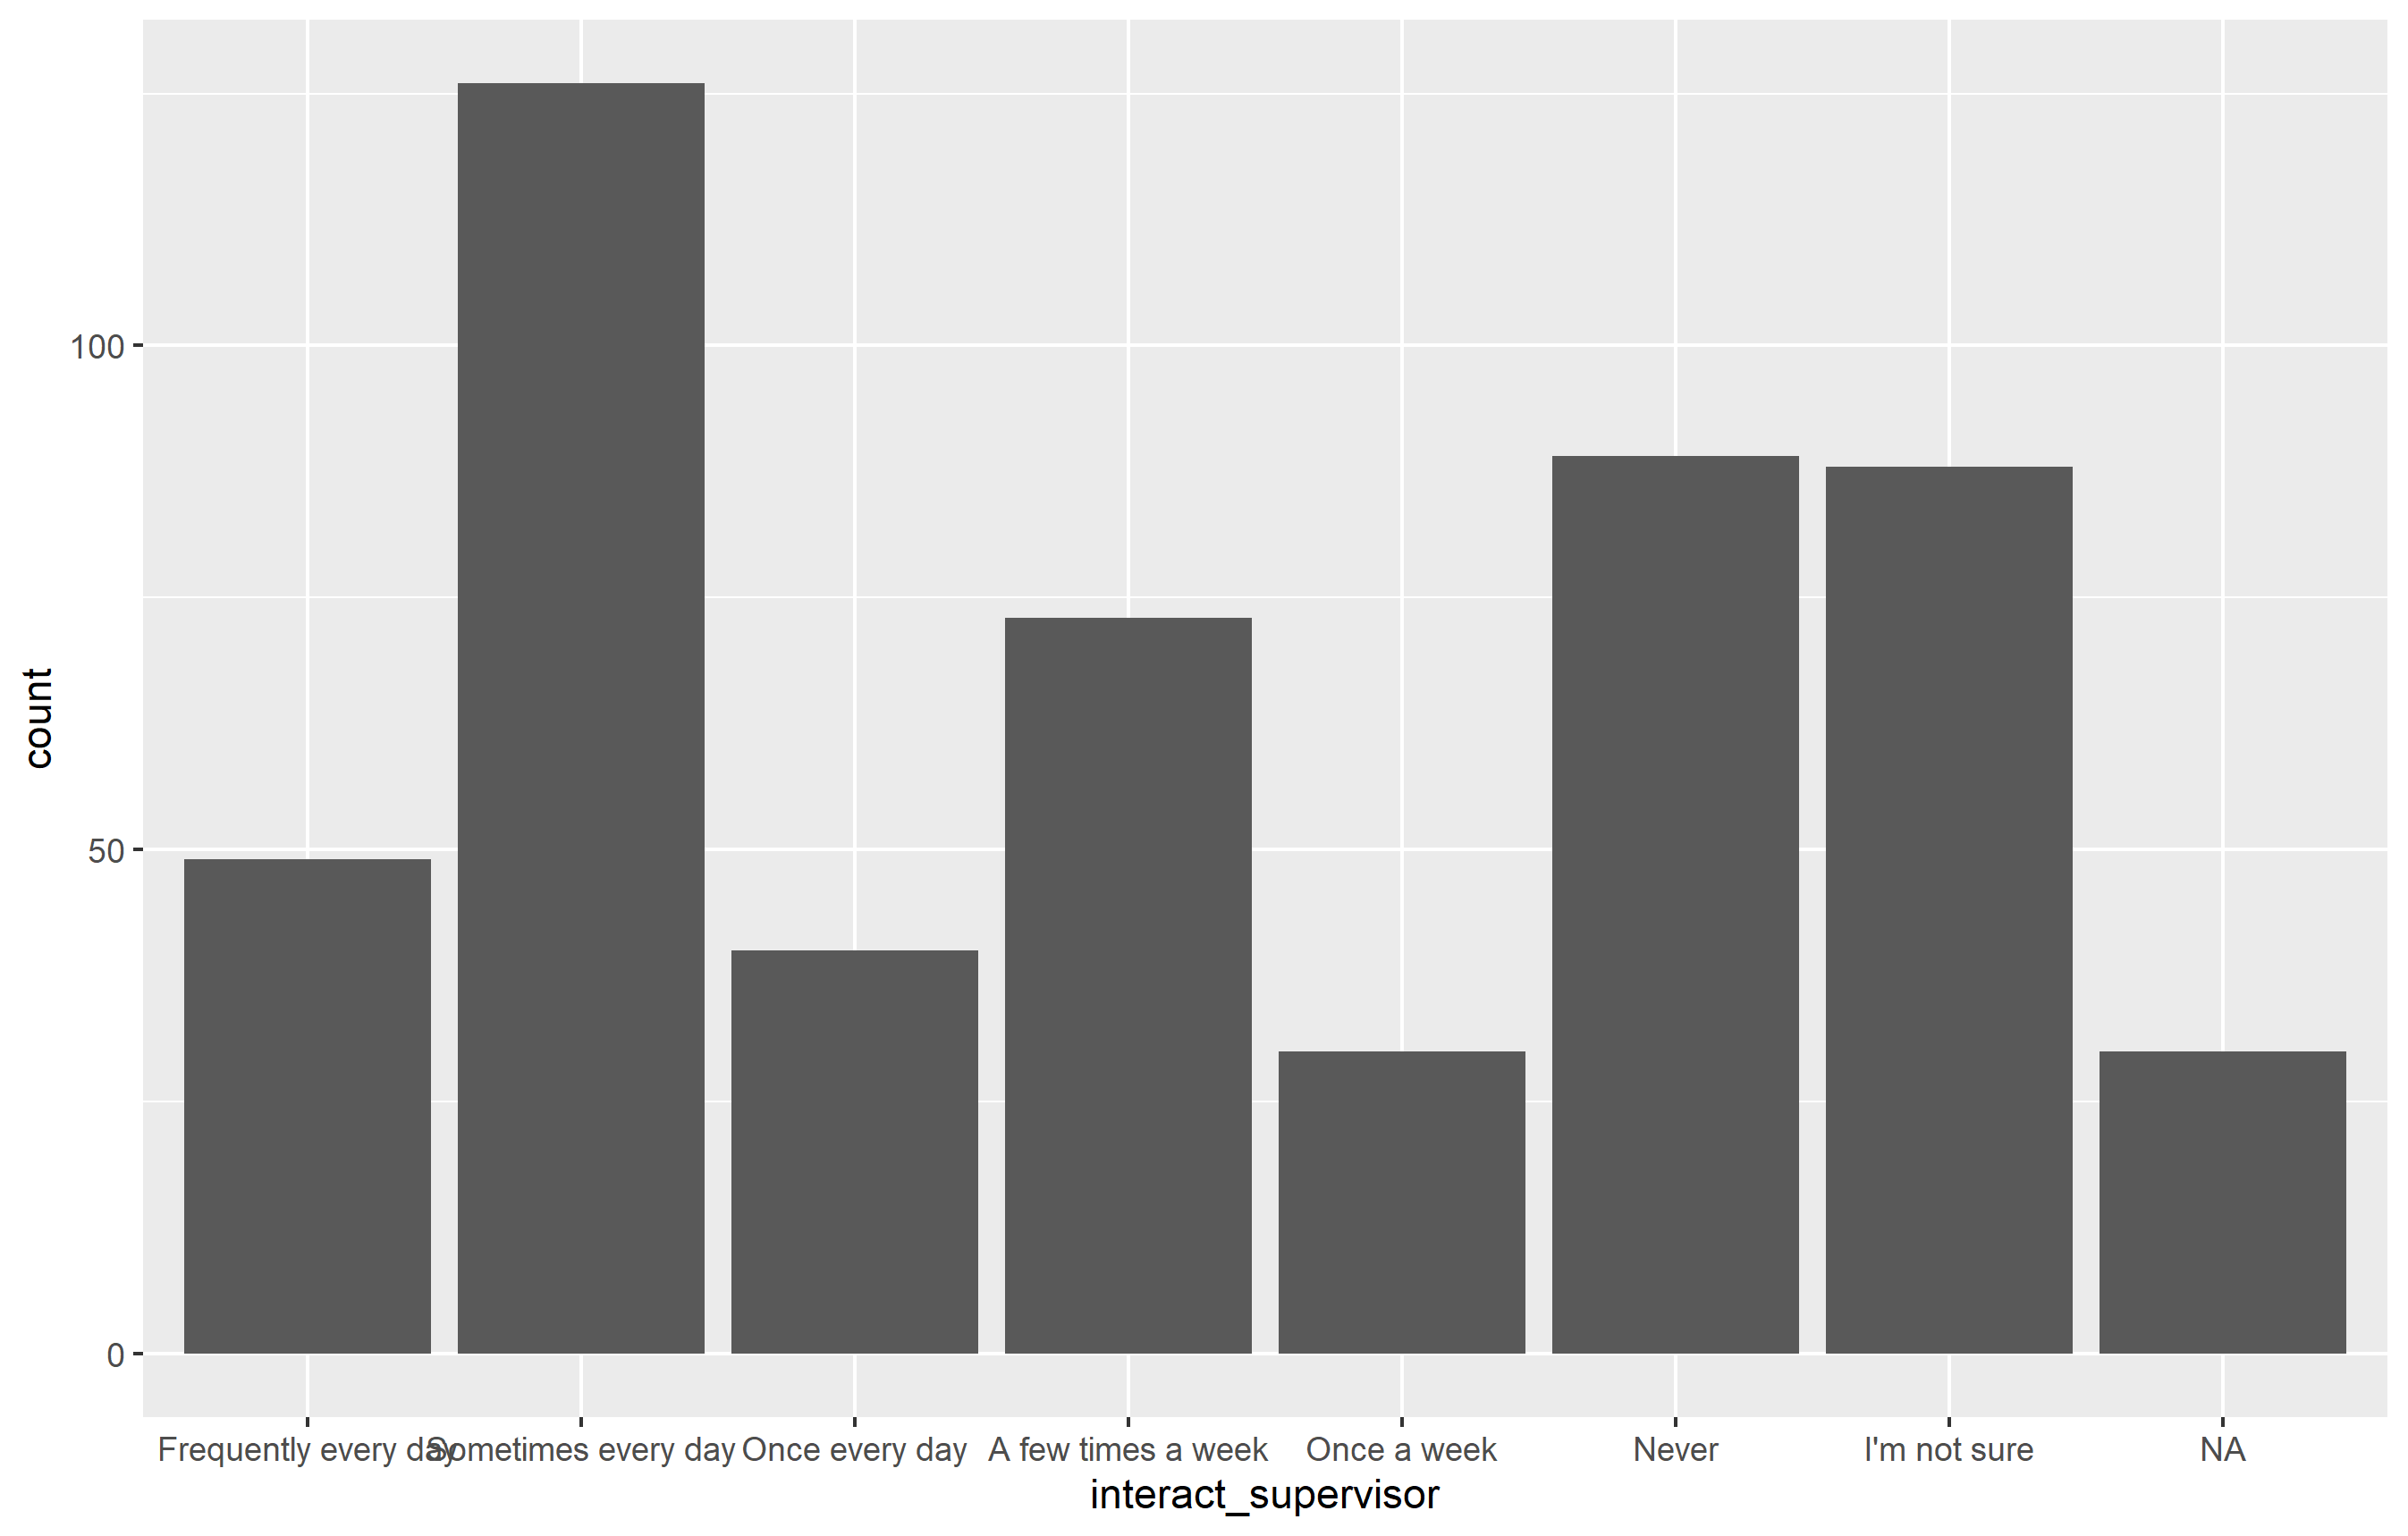 count
100
50
0
Frequently every day Sometimes every day Once every day A few times a week Once a week Never I'm not sure NA
interact_supervisor